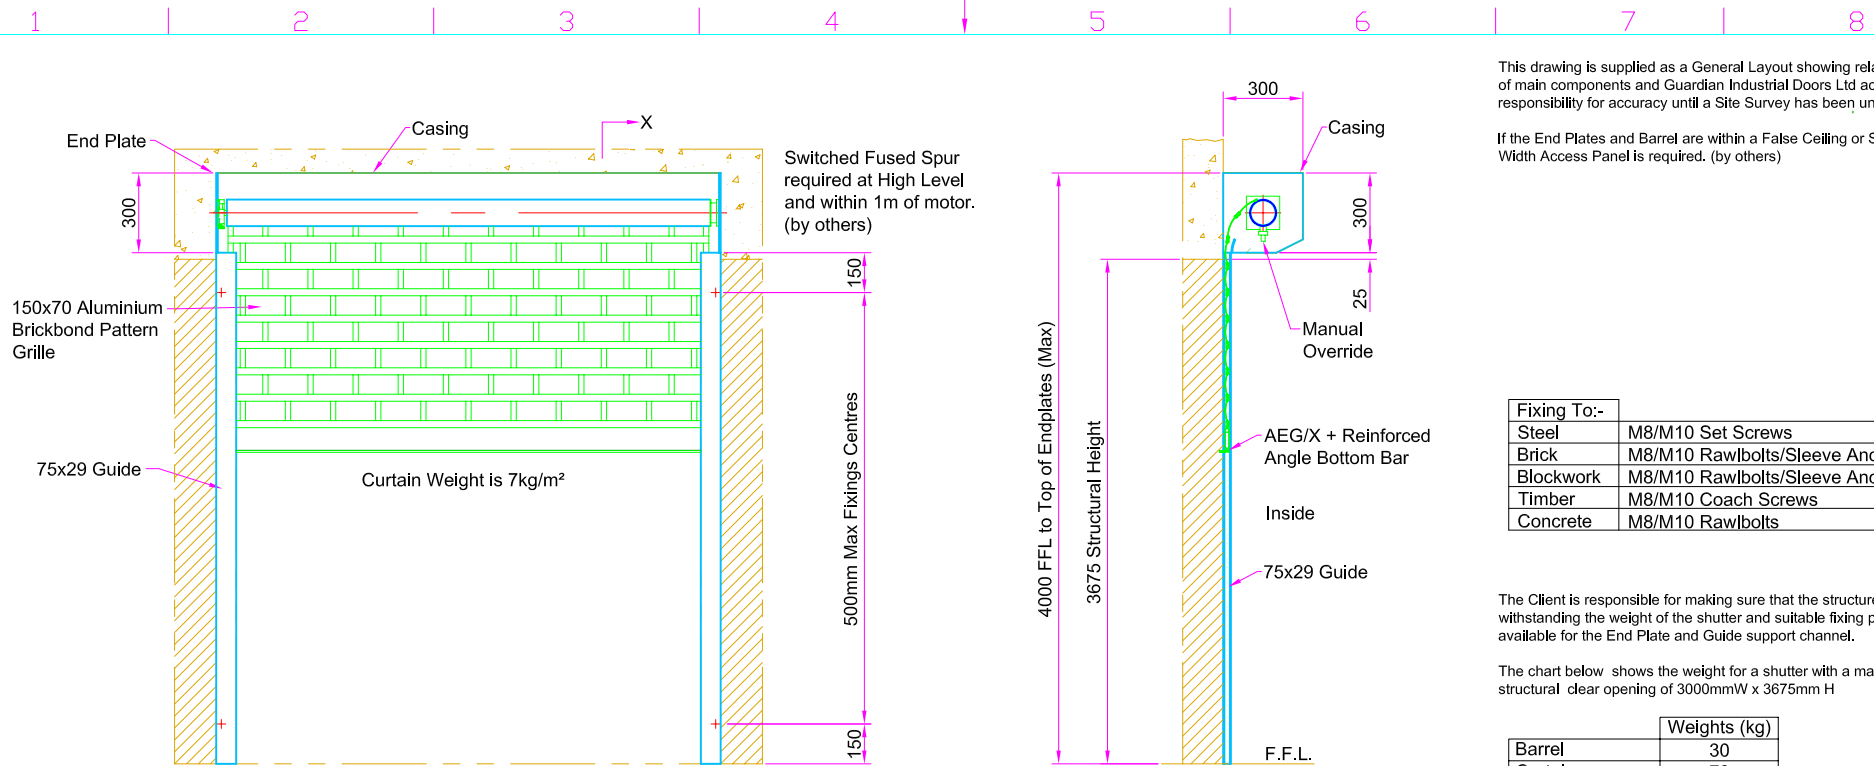 1 2 3 4 5 6 7 8
This drawing is supplied as a General Layout showing
of main components and Guardian Industrial Doors Ltd
responsibility for accuracy until a Site Survey has been
If the End Plates and Barrel are within a False Ceiling or
Width Access Panel is required. (by others)
End Plate
Casing
X
Switched Fused Spur
required at High Level
and within 1m of motor.
(by others)
300
150
150x70 Aluminium
Brickbond Pattern
Grille
75x29 Guide
Curtain Weight is 7kg/m²
500mm Max Fixings Centres
150
300
Casing
300
25
Manual
Override
4000 FFL to Top of Endplates (Max)
3675 Structural Height
AEG/X + Reinforced
Angle Bottom Bar
Inside
75x29 Guide
F.F.L.
Fixing To:-
Steel M8/M10 Set Screws
Brick M8/M10 Rawlbolts/Sleeve
Blockwork M8/M10 Rawlbolts/Sleeve
Timber M8/M10 Coach Screws
Concrete M8/M10 Rawlbolts
The Client is responsible for making sure that the structure
withstanding the weight of the shutter and suitable fixing
available for the End Plate and Guide support channel.
The chart below shows the weight for a shutter with a
structural clear opening of 3000mmW x 3675mm H
Weights (kg)
Barrel 30